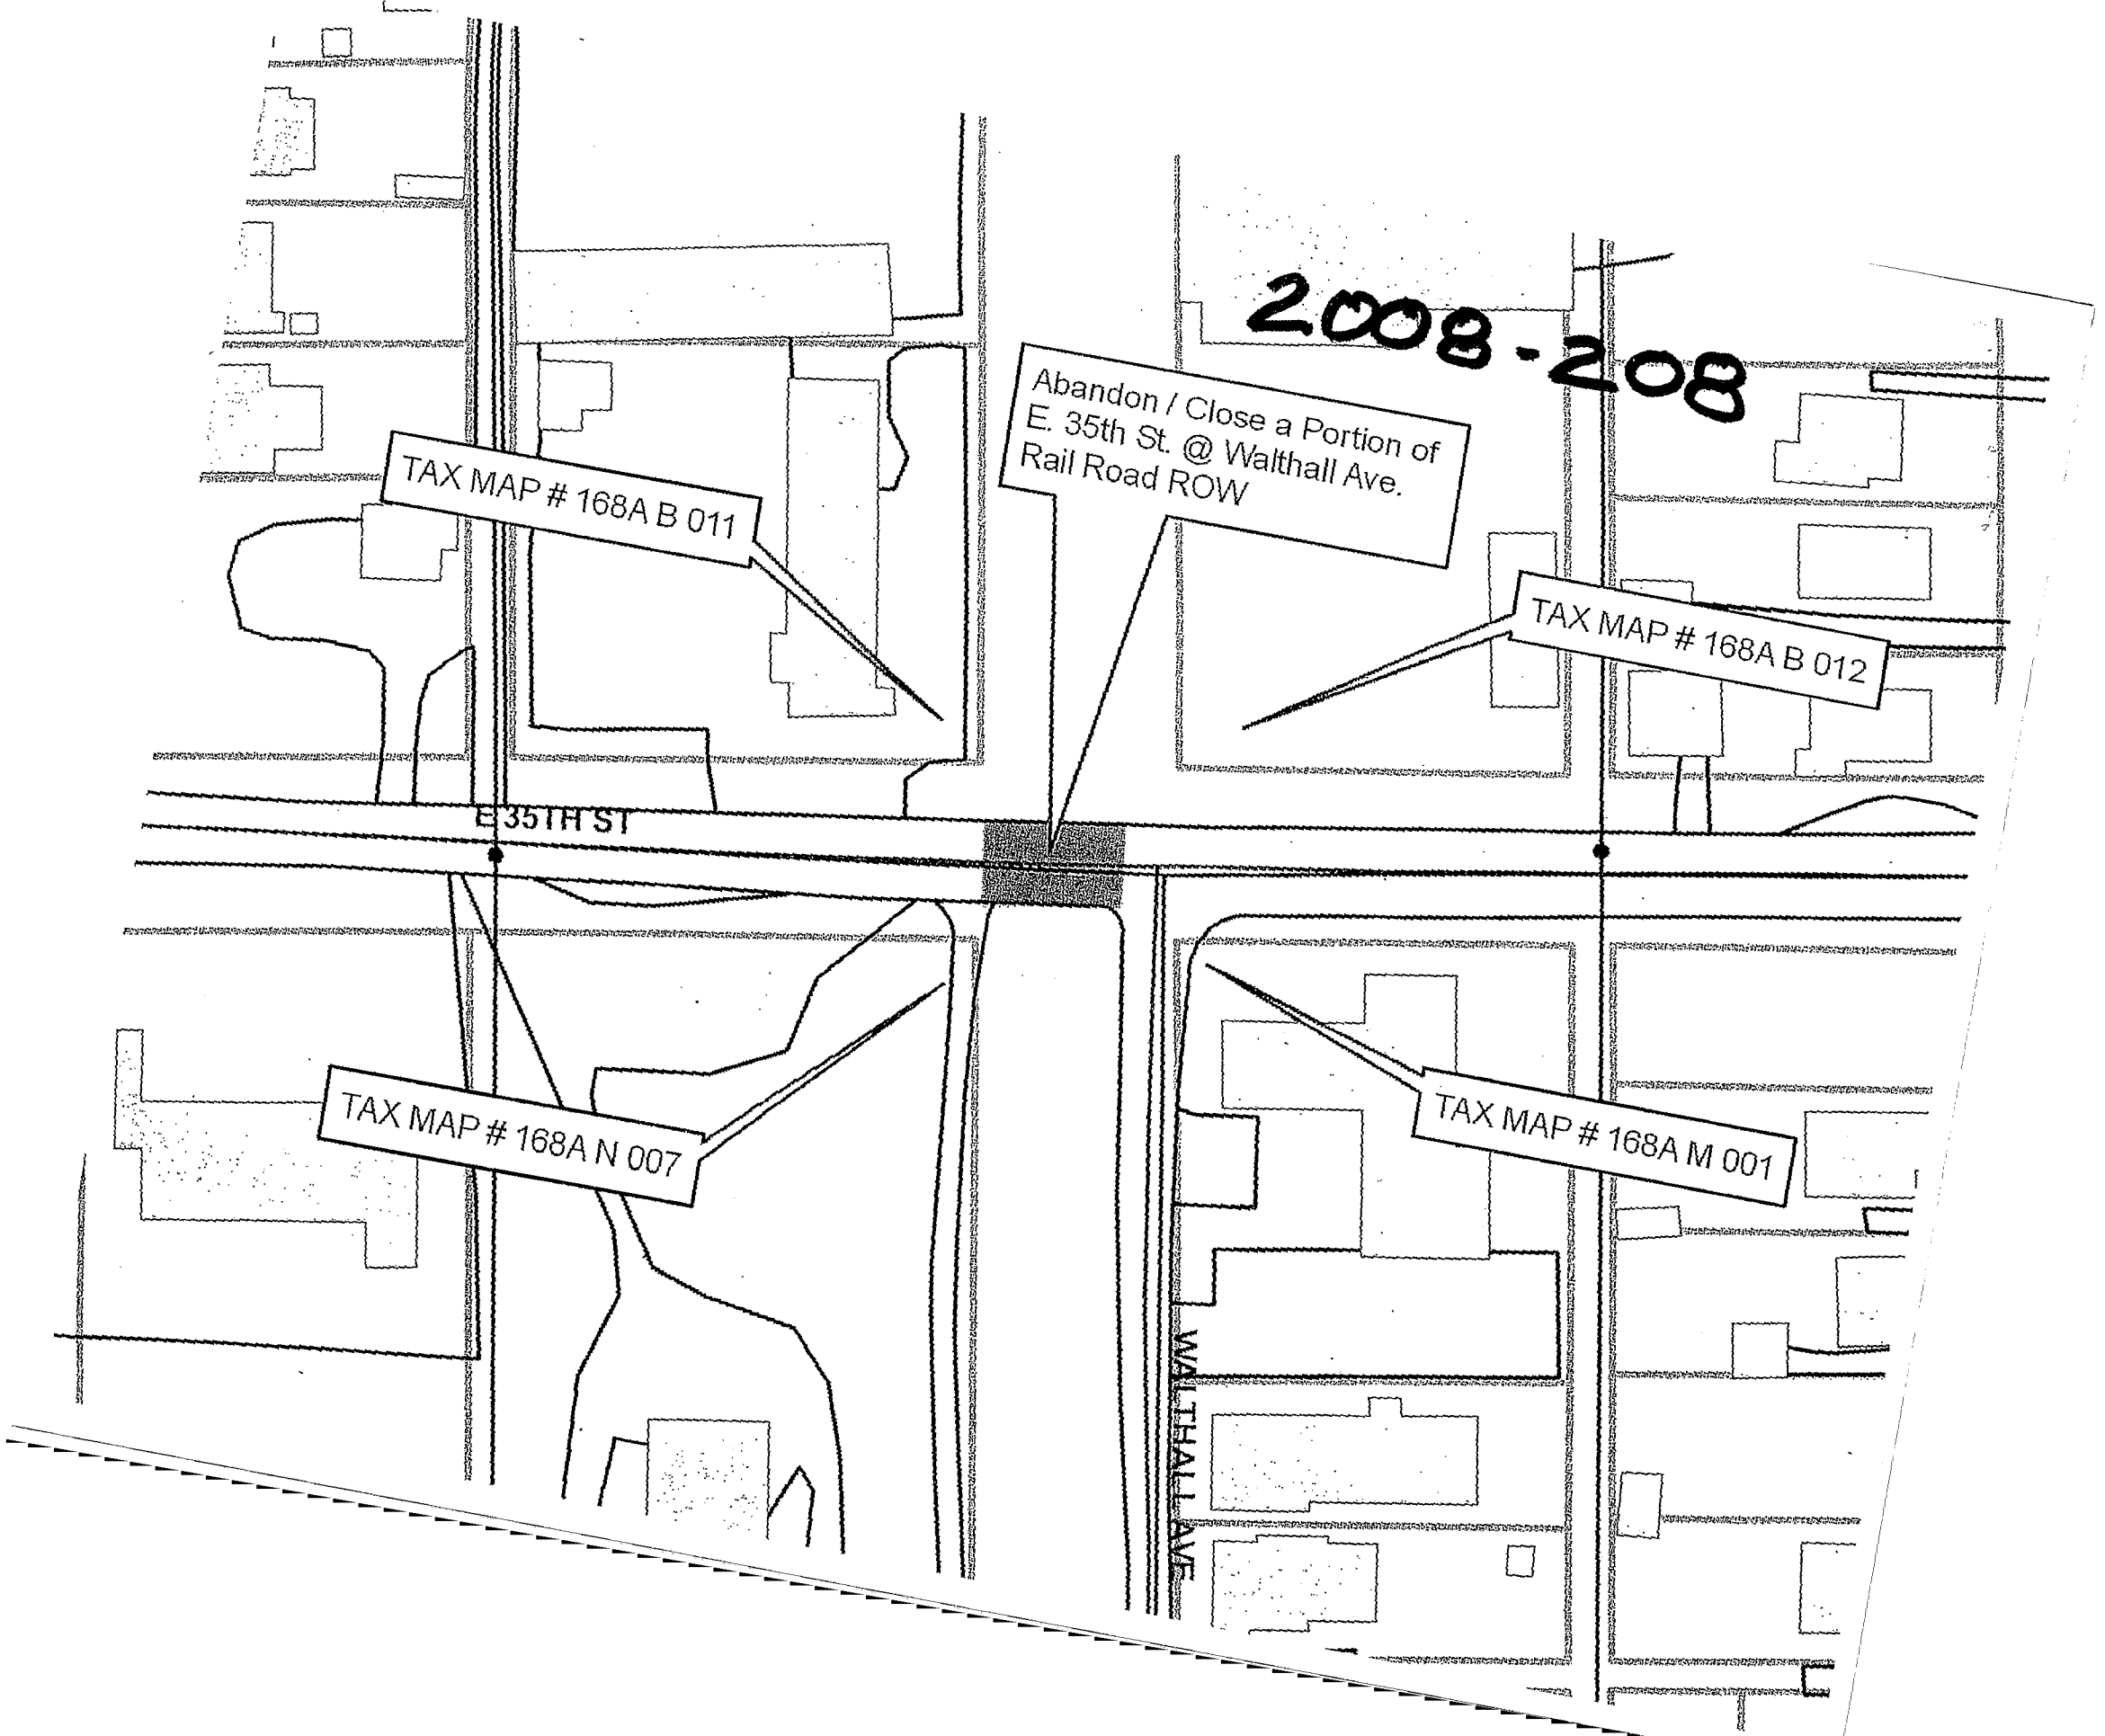 2008-208
Abandon / Close a Portion of
E. 35th St. @ Walthall Ave.
Rail Road ROW
TAX MAP # 168A B 011
TAX MAP # 168A B 012
E 35TH ST
TAX MAP # 168A N 007
TAX MAP # 168A M 001
WALTHALL AVE